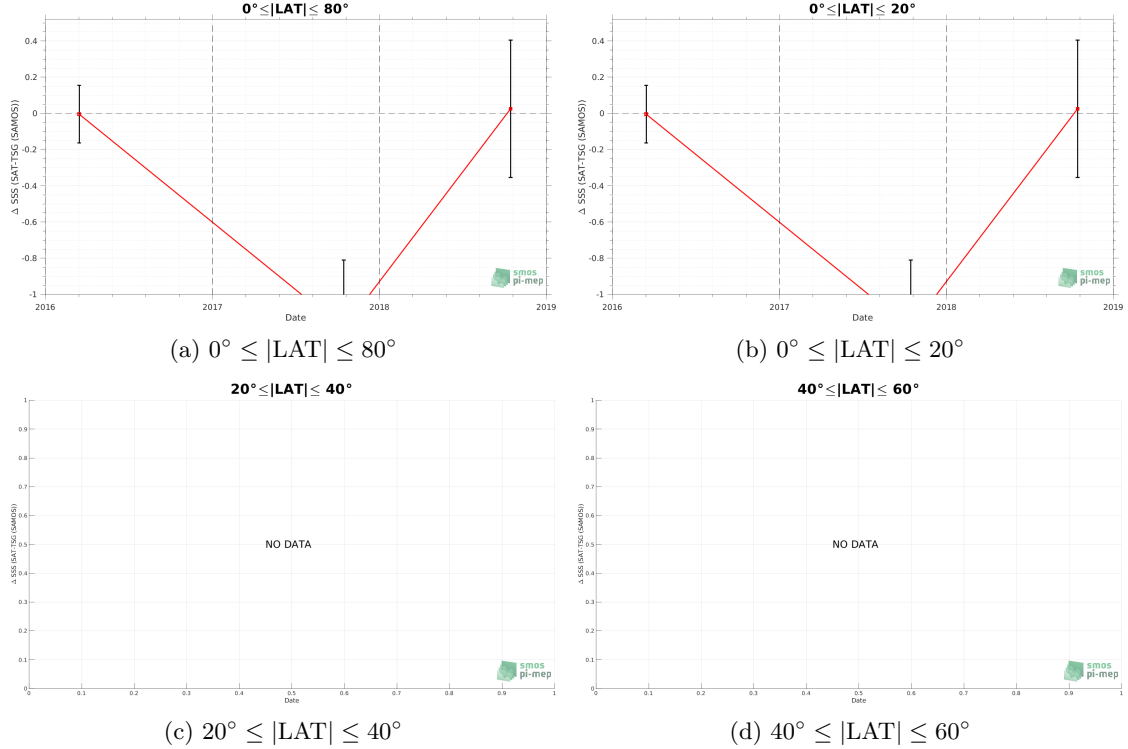 0°≤|LAT|≤ 80°
Δ SSS (SAT-TSG (SAMOS))
0.4
0.2
0
-0.2
-0.4
-0.6
-0.8
-1
2016
2017
2018
2019
Date
smos
pi-mep
(a) 0° ≤ |LAT| ≤ 80°
0°≤|LAT|≤ 20°
Δ SSS (SAT-TSG (SAMOS))
0.4
0.2
0
-0.2
-0.4
-0.6
-0.8
-1
2016
2017
2018
2019
Date
smos
pi-mep
(b) 0° ≤ |LAT| ≤ 20°
20°≤|LAT|≤ 40°
Δ SSS (SAT-TSG (SAMOS))
1
0.9
0.8
0.7
0.6
0.5
0.4
0.3
0.2
0.1
0
NO DATA
0
0.1
0.2
0.3
0.4
0.5
0.6
0.7
0.8
0.9
1
Date
smos
pi-mep
(c) 20° ≤ |LAT| ≤ 40°
40°≤|LAT|≤ 60°
Δ SSS (SAT-TSG (SAMOS))
1
0.9
0.8
0.7
0.6
0.5
0.4
0.3
0.2
0.1
0
NO DATA
0
0.1
0.2
0.3
0.4
0.5
0.6
0.7
0.8
0.9
1
Date
smos
pi-mep
(d) 40° ≤ |LAT| ≤ 60°